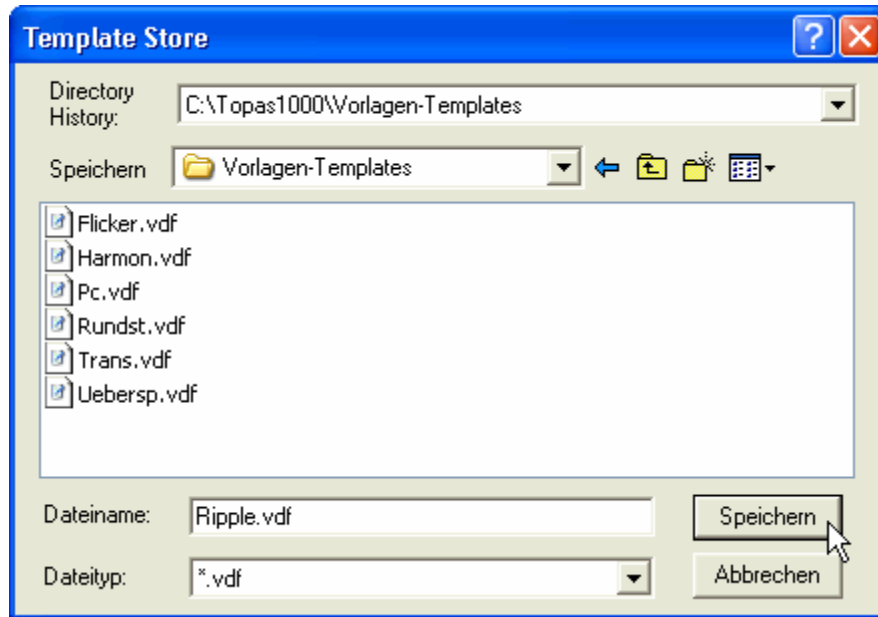 Template Store
Directory
History:
C:\Topas1000\Vorlagen-Templates
Speichern
Vorlagen-Templates
Flicker.vdf
Harmon.vdf
Pc.vdf
Rundst.vdf
Trans.vdf
Uebersp.vdf
Dateiname:
Ripple.vdf
Speichern
Dateityp:
*.vdf
Abbrechen